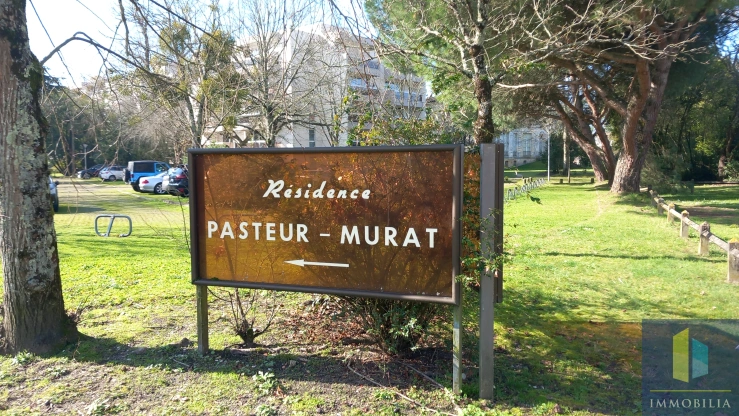 Résidence
PASTEUR - MURAT
IMMOBILIA